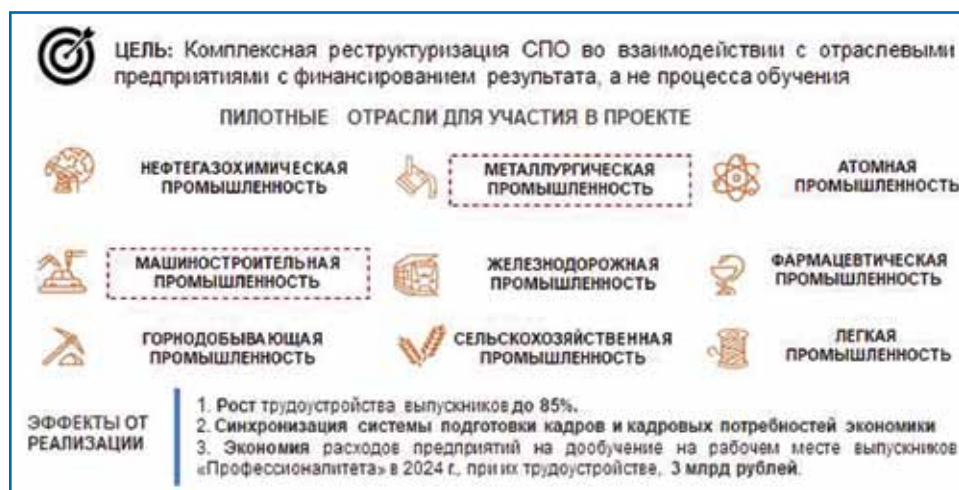 ЦЕЛЬ: Комплексная реструктуризация СПО во взаимодействии с отраслевыми
предприятиями с финансированием результата, а не процесса обучения
ПИЛОТНЫЕ ОТРАСЛИ ДЛЯ УЧАСТИЯ В ПРОЕКТЕ
НЕФТЕГАЗОХИМИЧЕСКАЯ
ПРОМЫШЛЕННОСТЬ
МЕТАЛЛУРГИЧЕСКАЯ
ПРОМЫШЛЕННОСТЬ
АТОМНАЯ
ПРОМЫШЛЕННОСТЬ
МАШИНОСТРОИТЕЛЬНАЯ
ПРОМЫШЛЕННОСТЬ
ЖЕЛЕЗНОДОРОЖНАЯ
ПРОМЫШЛЕННОСТЬ
ФАРМАЦЕВТИЧЕСКАЯ
ПРОМЫШЛЕННОСТЬ
ГОРНОДОБЫВАЮЩАЯ
ПРОМЫШЛЕННОСТЬ
СЕЛЬСКОХОЗЯЙСТВЕННАЯ
ПРОМЫШЛЕННОСТЬ
ЛЕГКАЯ
ПРОМЫШЛЕННОСТЬ
ЭФФЕКТЫ ОТ
РЕАЛИЗАЦИИ
1. Рост трудоустройства выпускников до 85%.
2. Синхронизация системы подготовки кадров и кадровых потребностей экономики
3. Экономия расходов предприятий на дообучение на рабочем месте выпускников
«Профессионалитета» в 2024 г., при их трудоустройстве, 3 млрд рублей.